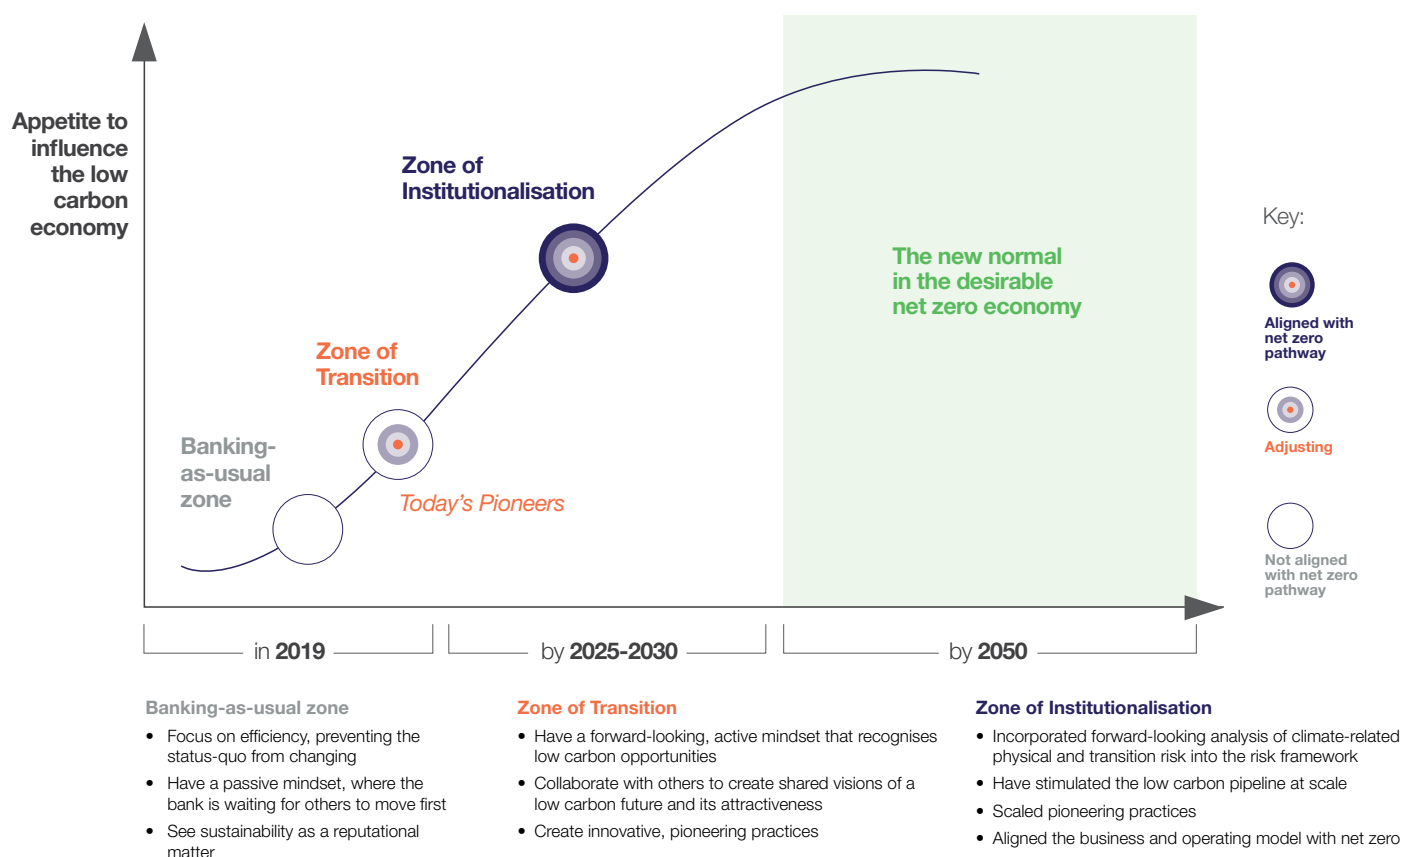 Appetite to
influence
the low
carbon
economy
Zone of
Institutionalisation
Zone of
Transition
Banking-
as-usual
zone
Today's Pioneers
The new normal
in the desirable
net zero economy
Key:
Aligned with
net zero
pathway
Adjusting
Not aligned
with net zero
pathway
in 2019
by 2025-2030
by 2050
Banking-as-usual zone
• Focus on efficiency, preventing the
status-quo from changing
• Have a passive mindset, where the
bank is waiting for others to move first
• See sustainability as a reputational
matter
Zone of Transition
• Have a forward-looking, active mindset that recognises
low carbon opportunities
• Collaborate with others to create shared visions of a
low carbon future and its attractiveness
• Create innovative, pioneering practices
Zone of Institutionalisation
• Incorporated forward-looking analysis of climate-related
physical and transition risk into the risk framework
• Have stimulated the low carbon pipeline at scale
• Scaled pioneering practices
• Aligned the business and operating model with net zero